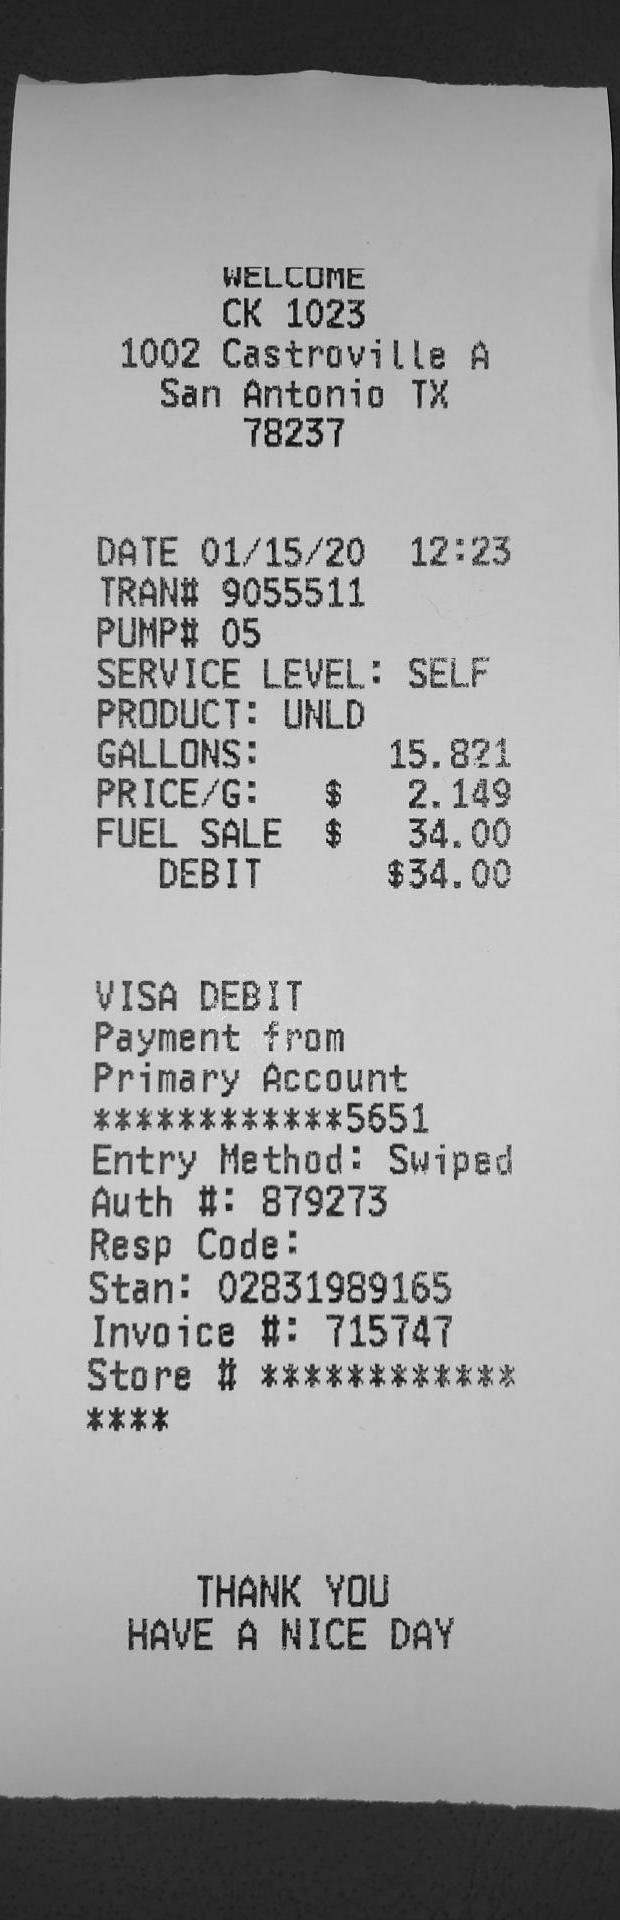 WELCOME
CK 1023
1002 Castroville A
San Antonio TX
78237
DATE 01/15/20 12:23
TRAN# 9055511
PUMP# 05
SERVICE LEVEL: SELF
PRODUCT: UNLD
GALLONS: 15.821
PRICE/G: $ 2.149
FUEL SALE $ 34.00
DEBIT $34.00
VISA DEBIT
Payment from
Primary Account
************5651
Entry Method: Swiped
Auth #: 879273
Resp Code:
Stan: 02831989165
Invoice #: 715747
Store # ************
****
THANK YOU
HAVE A NICE DAY